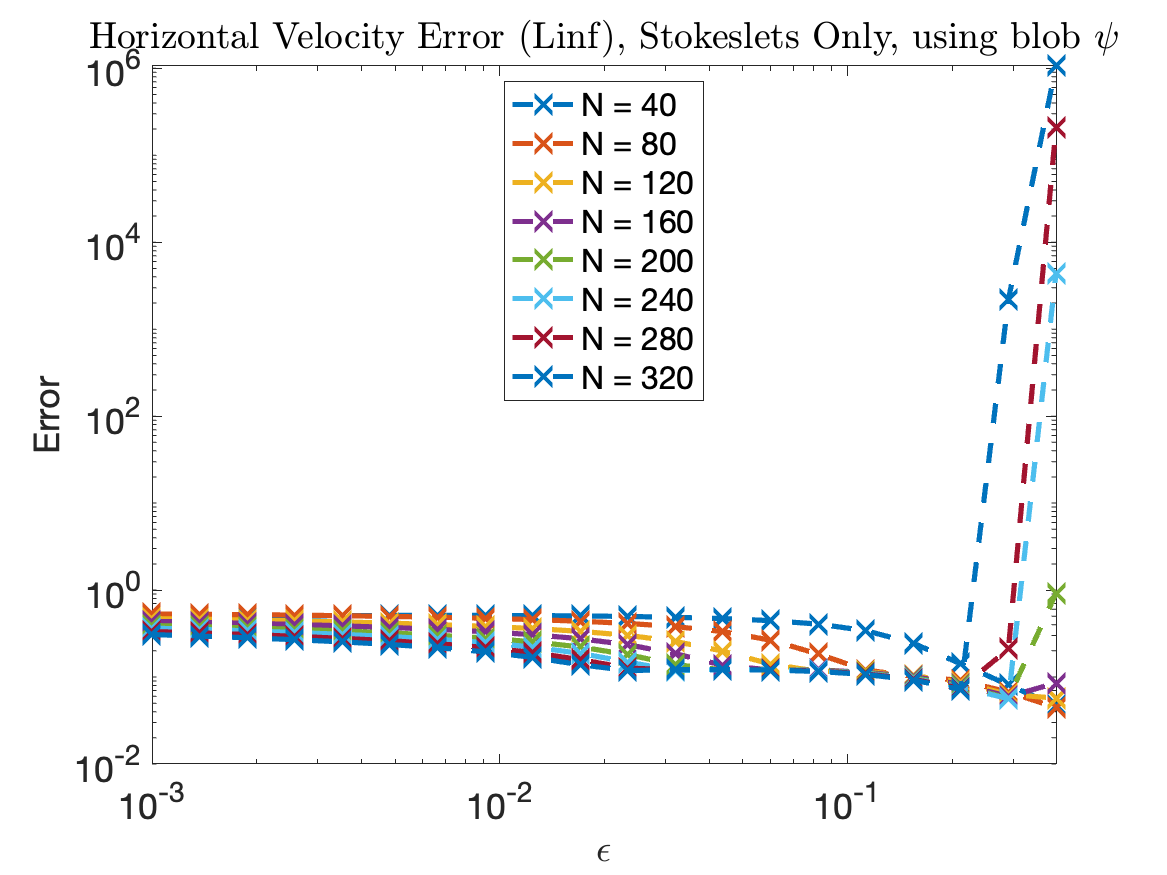 Horizontal Velocity Error (Linf), Stokeslets Only, using blob ψ
10^6
10^4
10^2
10^0
10^-2
Error
N = 40
N = 80
N = 120
N = 160
N = 200
N = 240
N = 280
N = 320
10^-3
10^-2
10^-1
ϵ